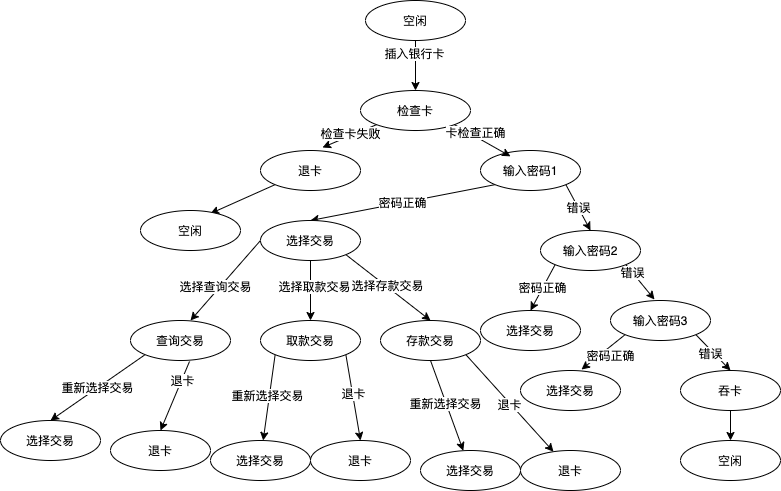 空闲
插入银行卡
检查卡
检查卡失败
卡检查正确
退卡
输入密码1
密码正确
错误
空闲
选择交易
输入密码2
选择查询交易
选择取款交易
选择存款交易
密码正确
错误
查询交易
取款交易
存款交易
选择交易
输入密码3
重新选择交易
退卡
重新选择交易
退卡
重新选择交易
退卡
密码正确
错误
选择交易
吞卡
选择交易
退卡
选择交易
退卡
选择交易
退卡
空闲